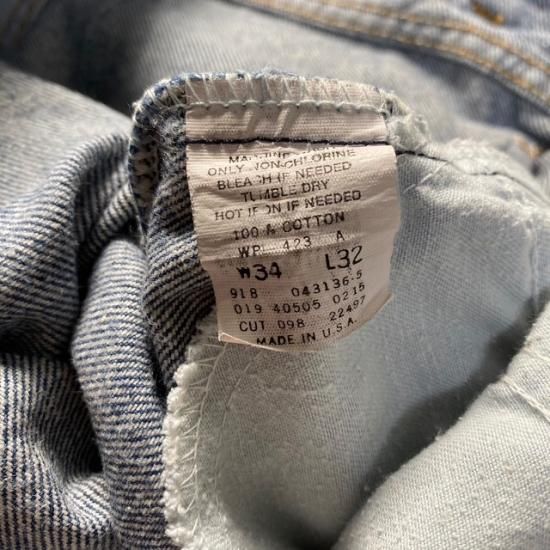 ONLY NON-CHLORINE
BLEACH IF NEEDED
TUMBLE DRY
HOT IRON IF NEEDED
100% COTTON
WPL 423 A
W34 L32
918 043136.5
019 40505 0215
CUT 098 22497
MADE IN U.S.A.